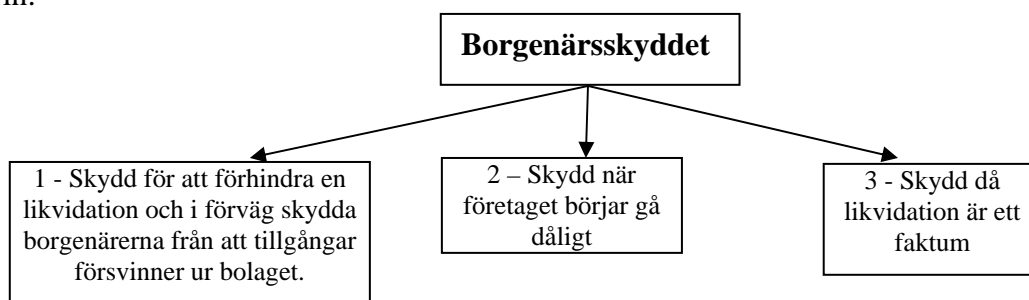 Borgenärsskyddet
1 - Skydd för att förhindra en
likvidation och i förväg skydda
borgenärerna från att tillgångar
försvinner ur bolaget.
2 – Skydd när
företaget börjar gå
dåligt
3 - Skydd då
likvidation är ett
faktum